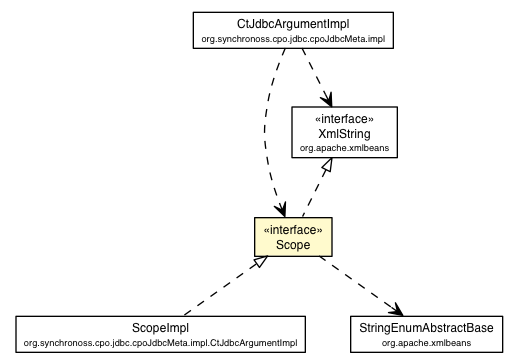 CtJdbcArgumentImpl
org.synchronoss.cpo.jdbc.cpoJdbcMeta.impl
«interface»
XmlString
org.apache.xmlbeans
«interface»
Scope
ScopeImpl
org.synchronoss.cpo.jdbc.cpoJdbcMeta.impl.CtJdbcArgumentImpl
StringEnumAbstractBase
org.apache.xmlbeans